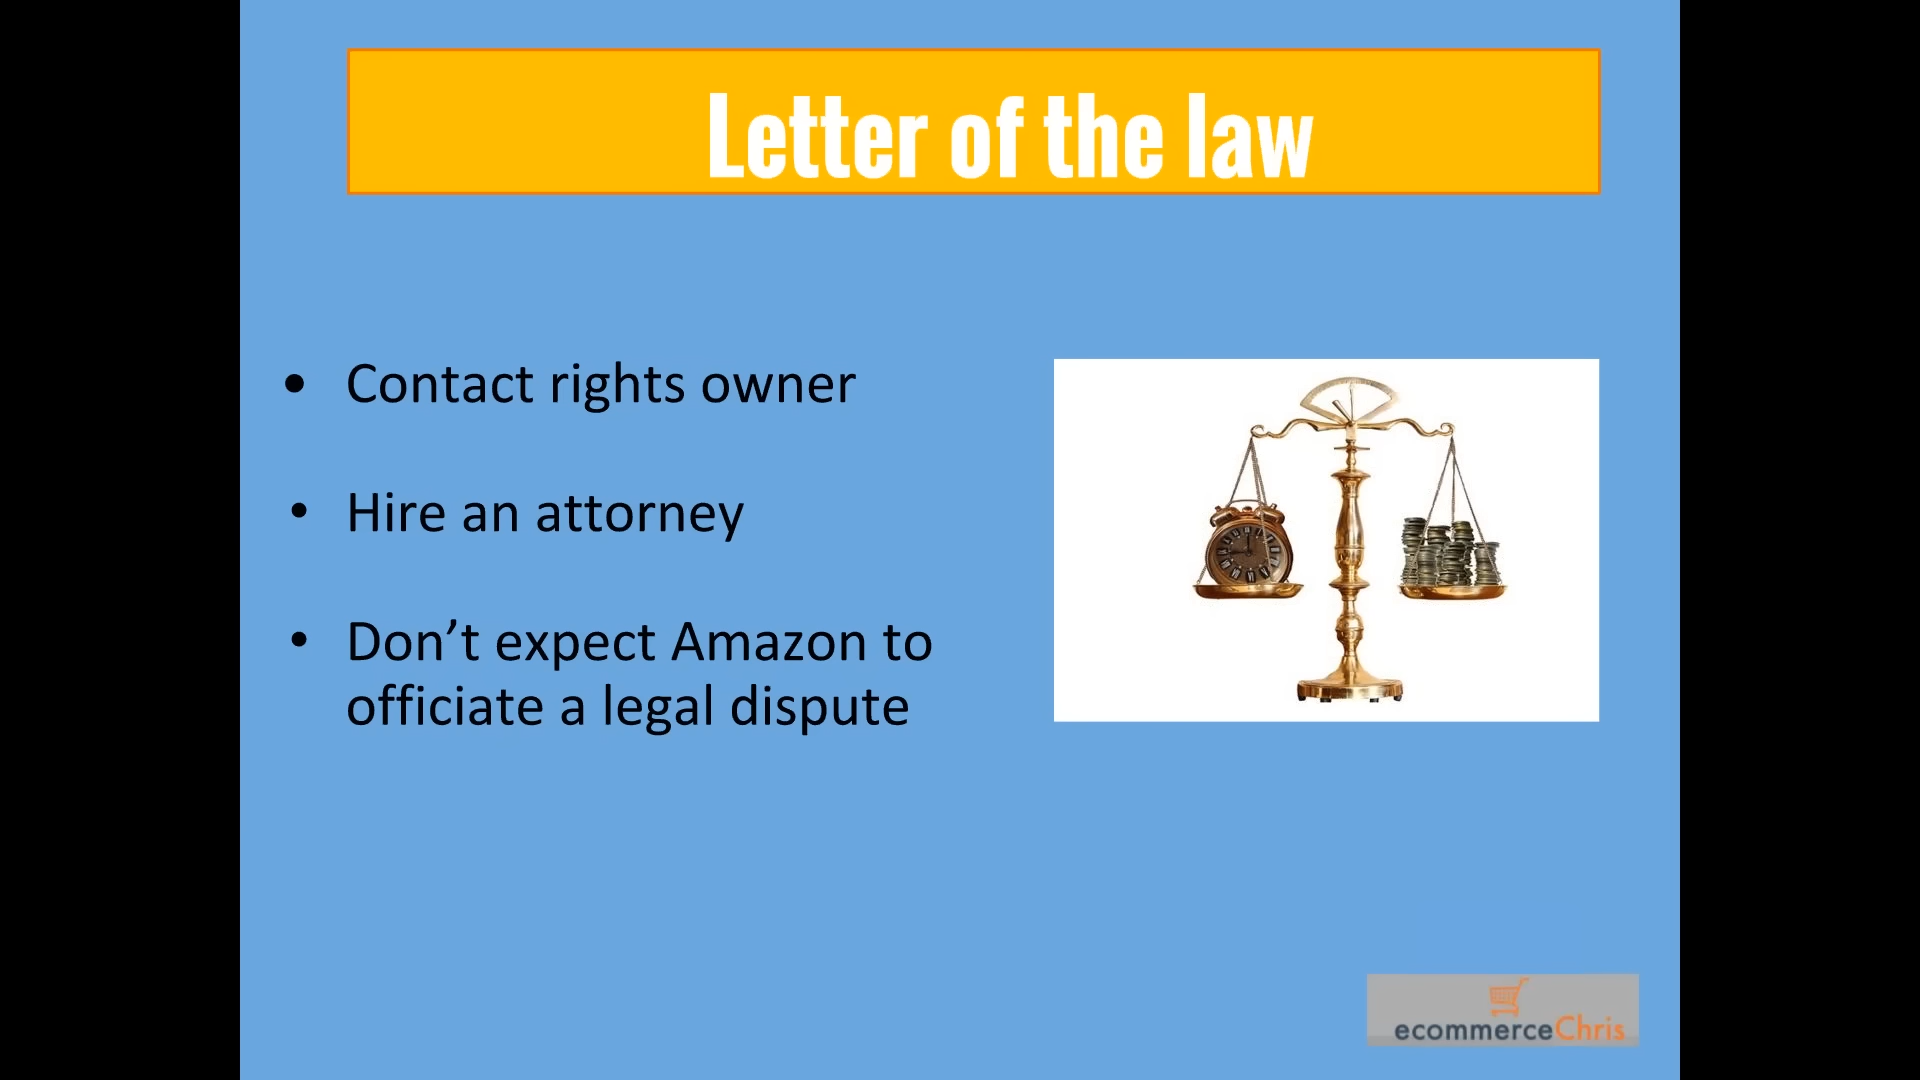 Letter of the law
• Contact rights owner
• Hire an attorney
• Don’t expect Amazon to
officiate a legal dispute
ecommerceChris